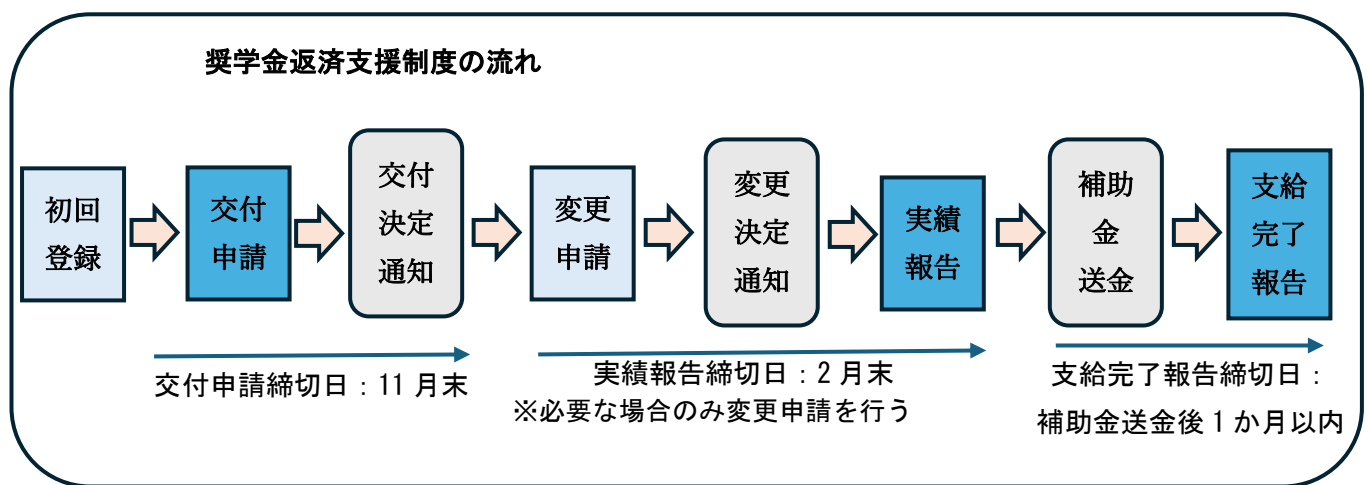 奨学金返済支援制度の流れ
初回
登録
交付
申請
交付
決定
通知
変更
申請
変更
決定
通知
実績
報告
補助
金
送金
支給
完了
報告
交付申請締切日：11月末
実績報告締切日：2月末
※必要な場合のみ変更申請を行う
支給完了報告締切日：
補助金送金後1か月以内